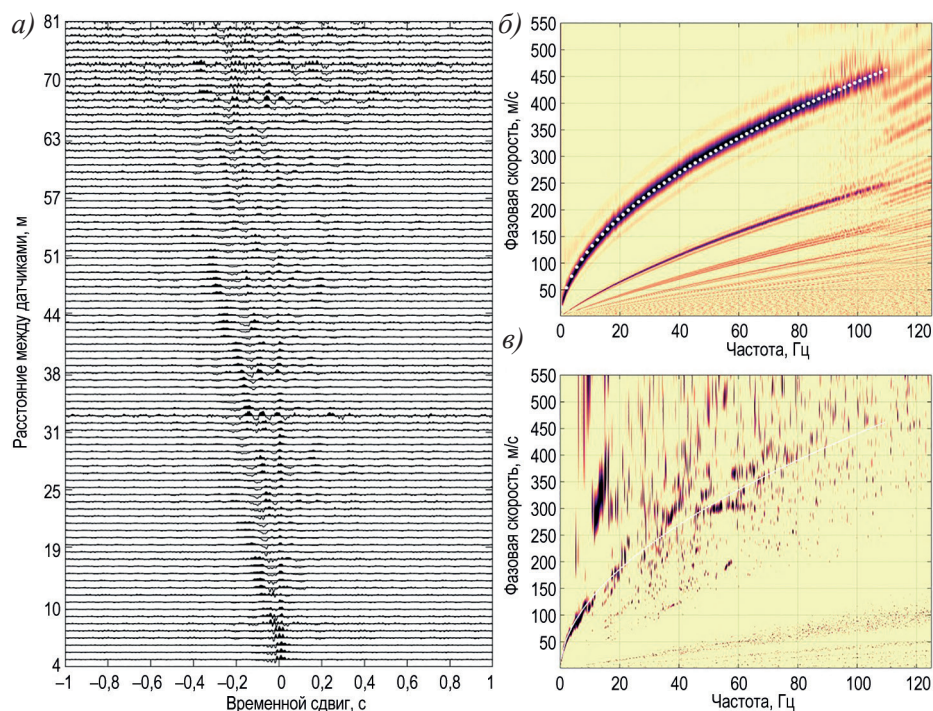 а)
81
70
63
57
51
44
38
31
25
19
10
4
Расстояние между датчиками, м
–1 –0,8 –0,6 –0,4 –0,2 0 0,2 0,4 0,6 0,8 1
Временной сдвиг, с
б)
550
500
450
400
350
300
250
200
150
100
50
Фазовая скорость, м/с
0 20 40 60 80 100 120
Частота, Гц
в)
550
500
450
400
350
300
250
200
150
100
50
Фазовая скорость, м/с
0 20 40 60 80 100 120
Частота, Гц